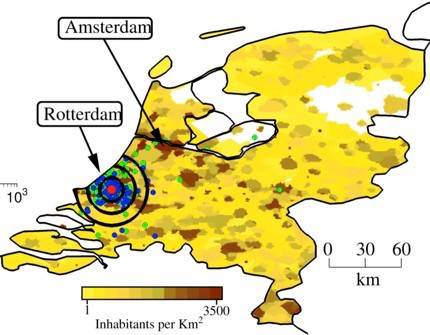 Amsterdam
Rotterdam
10³
0 30 60
km
1 3500
Inhabitants per Km²